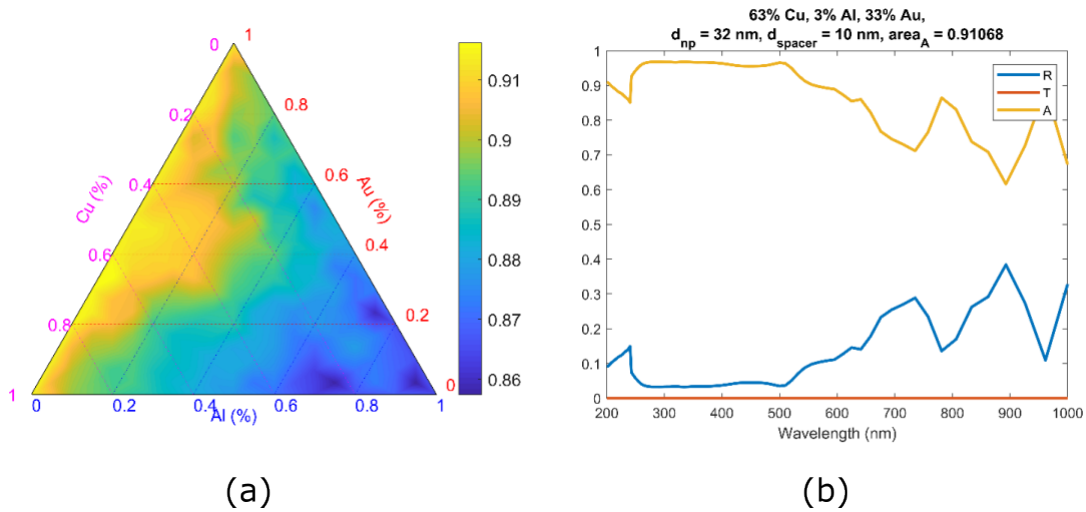 0
1
0.2
0.8
0.4
0.6
Cu (%)
Au (%)
0.6
0.4
0.8
0.2
1
0
0
0.2
0.4
0.6
0.8
1
Al (%)
0.91
0.9
0.89
0.88
0.87
0.86
(a)
63% Cu, 3% Al, 33% Au,
d_np = 32 nm, d_spacer = 10 nm, area_A = 0.91068
1
0.9
0.8
0.7
0.6
0.5
0.4
0.3
0.2
0.1
0
R
T
A
200 300 400 500 600 700 800 900 1000
Wavelength (nm)
(b)